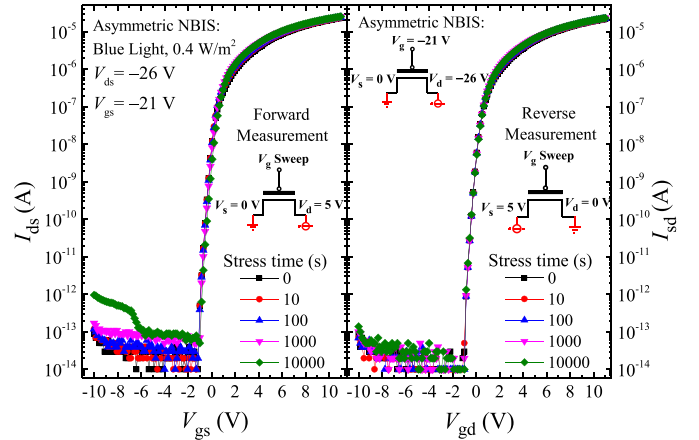 Asymmetric NBIS:
Blue Light, 0.4 W/m²
Vds = −26 V
Vgs = −21 V
Forward
Measurement
Vg Sweep
Vs = 0 V
Vd = 5 V
Stress time (s)
0
10
100
1000
10000
10⁻⁵
10⁻⁶
10⁻⁷
10⁻⁸
10⁻⁹
10⁻¹⁰
10⁻¹¹
10⁻¹²
10⁻¹³
10⁻¹⁴
Ids (A)
-10 -8 -6 -4 -2 0 2 4 6 8 10
Vgs (V)
Asymmetric NBIS:
Vg = −21 V
Vs = 0 V
Vd = −26 V
Reverse
Measurement
Vg Sweep
Vs = 5 V
Vd = 0 V
Stress time (s)
0
10
100
1000
10000
10⁻⁵
10⁻⁶
10⁻⁷
10⁻⁸
10⁻⁹
10⁻¹⁰
10⁻¹¹
10⁻¹²
10⁻¹³
10⁻¹⁴
Isd (A)
-10 -8 -6 -4 -2 0 2 4 6 8 10
Vgd (V)